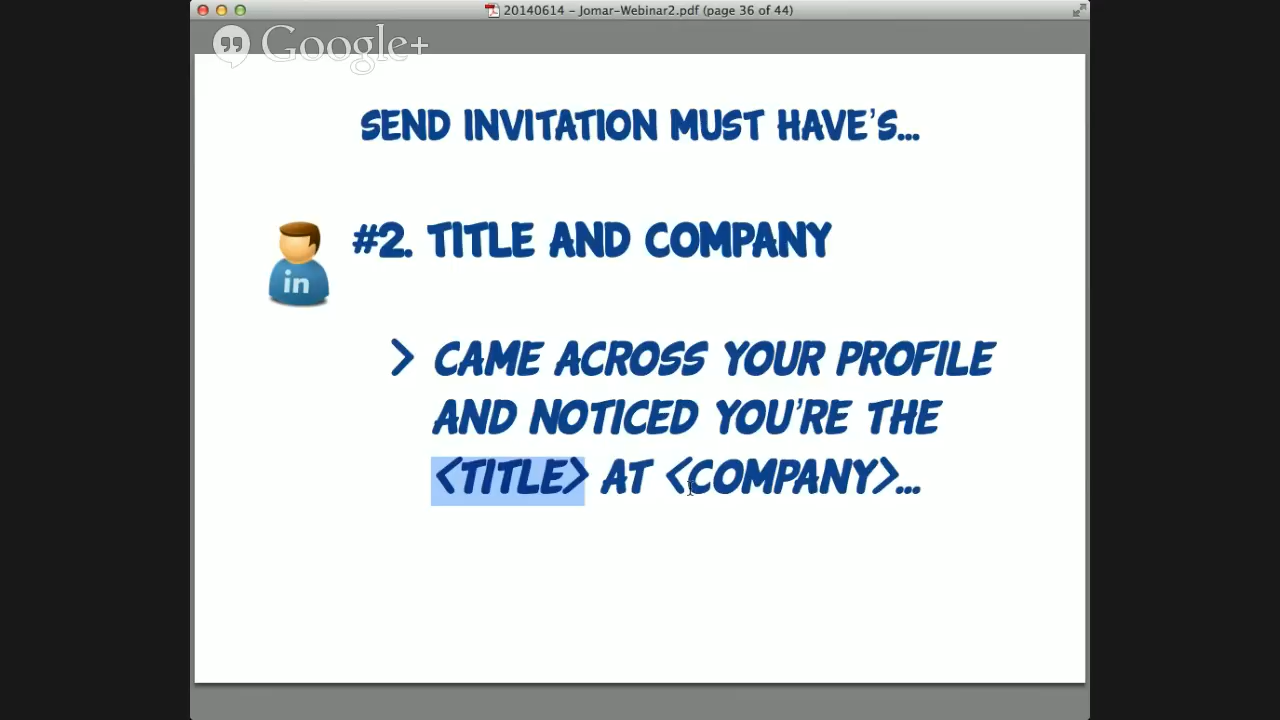 20140614 - Jomar-Webinar2.pdf (page 36 of 44)
Google+
SEND INVITATION MUST HAVE'S...
#2. TITLE AND COMPANY
in
> CAME ACROSS YOUR PROFILE
AND NOTICED YOU'RE THE
<TITLE> AT <COMPANY>...